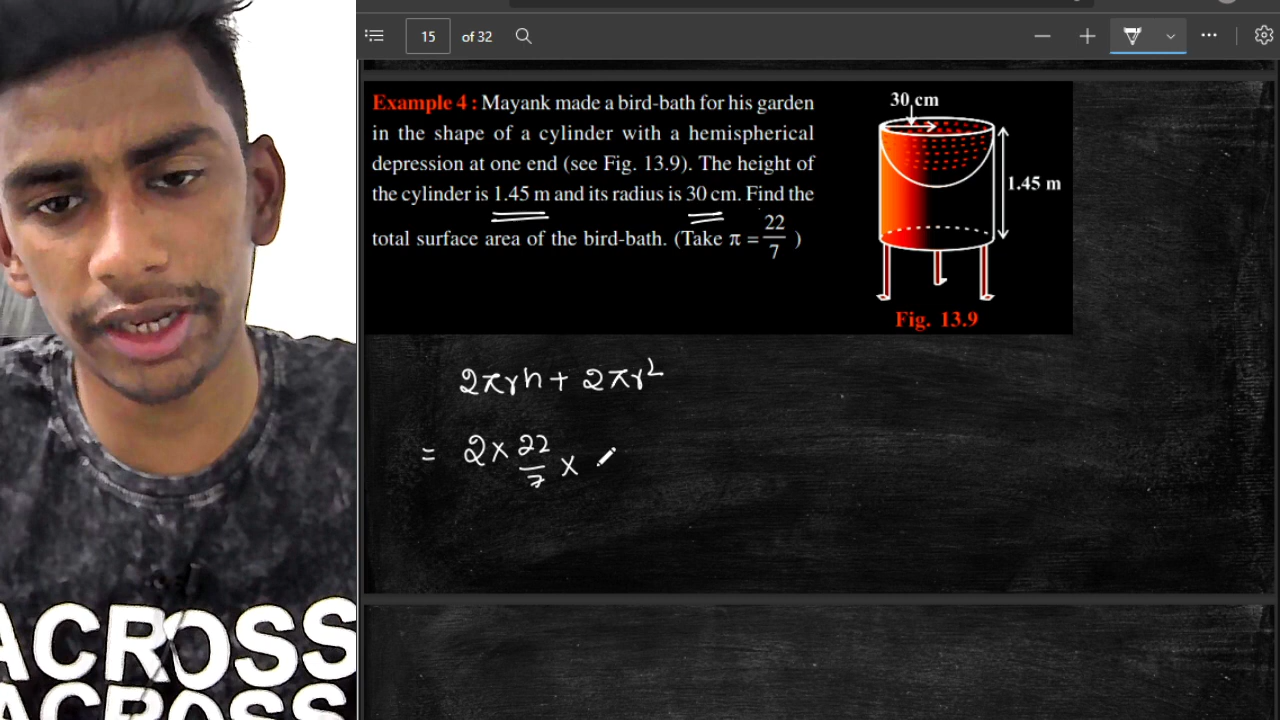 15 of 32
Example 4 : Mayank made a bird-bath for his garden
in the shape of a cylinder with a hemispherical
depression at one end (see Fig. 13.9). The height of
the cylinder is 1.45 m and its radius is 30 cm. Find the
total surface area of the bird-bath. (Take π = 22/7 )
30 cm
1.45 m
Fig. 13.9
2πrh + 2πr²
= 2 × 22/7 ×
ACROSS
ACROSS